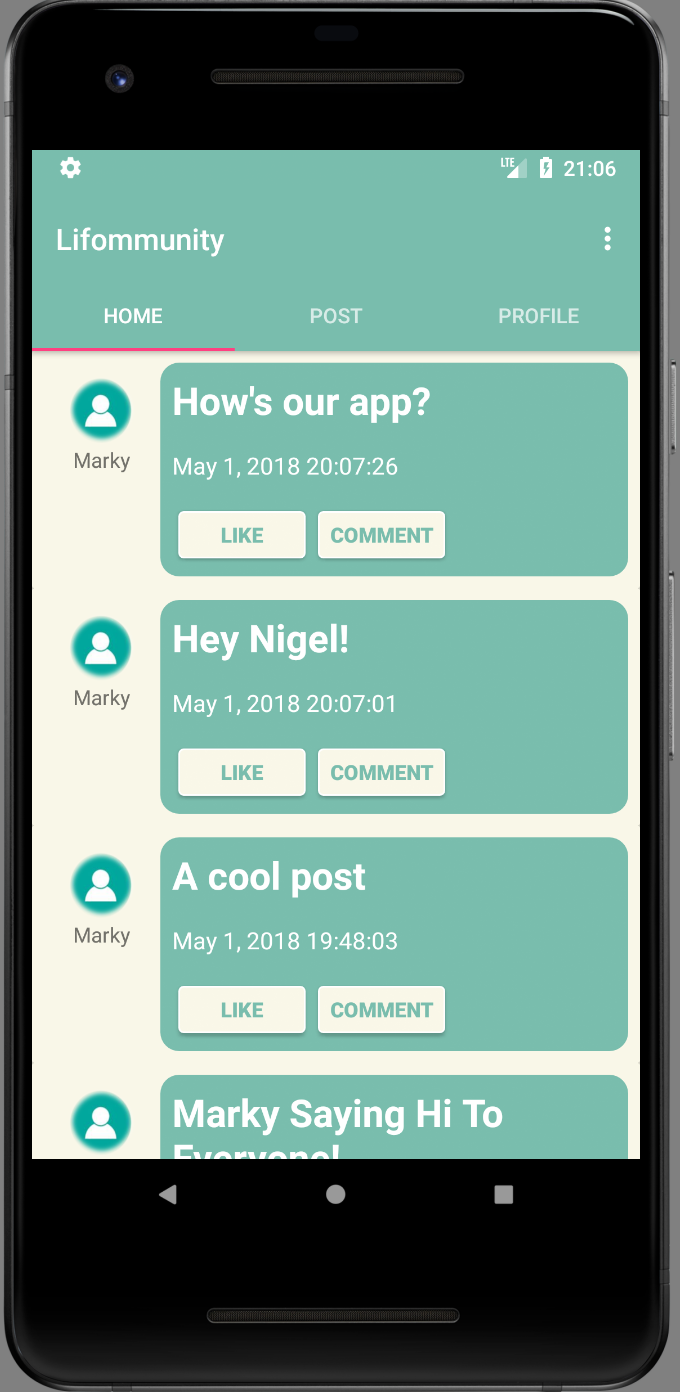 LTE 21:06
Lifommunity
HOME POST PROFILE
How's our app?
Marky
May 1, 2018 20:07:26
LIKE COMMENT
Hey Nigel!
Marky
May 1, 2018 20:07:01
LIKE COMMENT
A cool post
Marky
May 1, 2018 19:48:03
LIKE COMMENT
Marky Saying Hi To
Everyone!